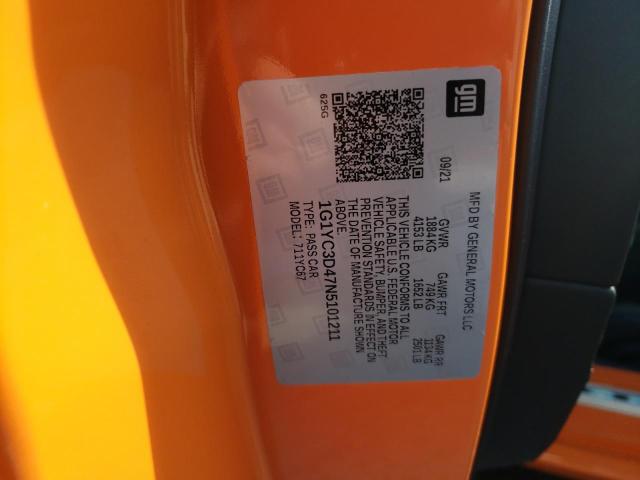 gm
MFD BY GENERAL MOTORS LLC
09/21 GVWR GAWR FRT GAWR RR
1884 KG 749 KG 1134 KG
4153 LB 1652 LB 2501 LB
THIS VEHICLE CONFORMS TO ALL
APPLICABLE U.S. FEDERAL MOTOR
VEHICLE SAFETY, BUMPER, AND THEFT
PREVENTION STANDARDS IN EFFECT ON
THE DATE OF MANUFACTURE SHOWN
ABOVE.
1G1YC3D47N5101211
TYPE: PASS CAR
MODEL: 711YC67
625G